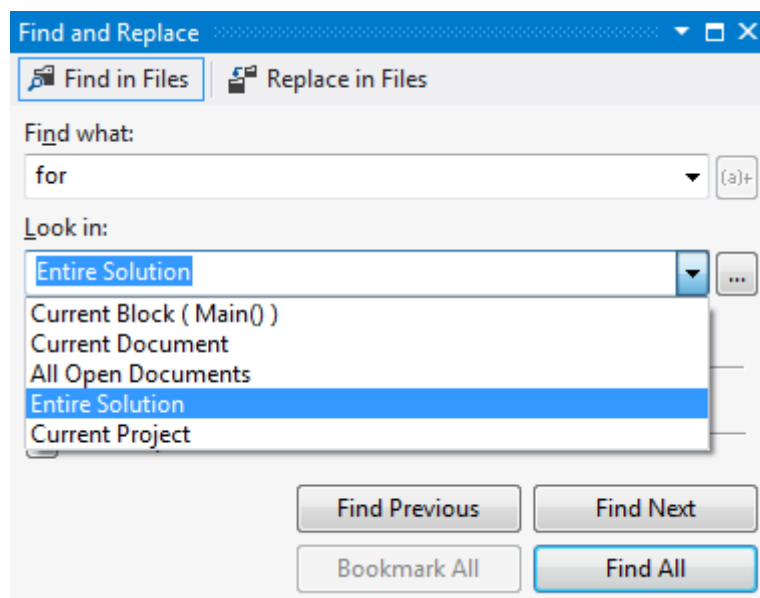 Find and Replace
Find in Files Replace in Files
Find what:
for
(a)+
Look in:
Entire Solution
...
Current Block ( Main() )
Current Document
All Open Documents
Entire Solution
Current Project
Find Previous Find Next
Bookmark All Find All